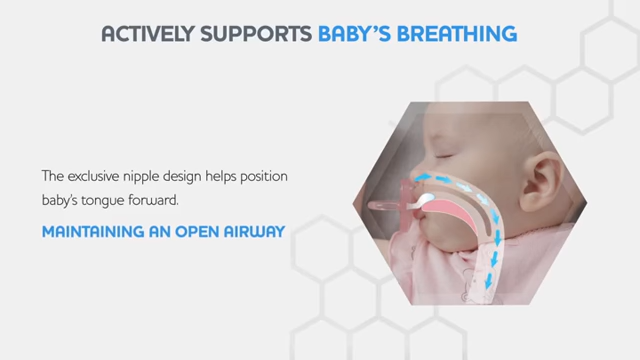 ACTIVELY SUPPORTS BABY'S BREATHING
The exclusive nipple design helps position
baby's tongue forward.
MAINTAINING AN OPEN AIRWAY